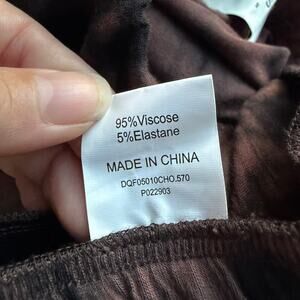 95%Viscose
5%Elastane
MADE IN CHINA
DQF05010CHO.570
P022903